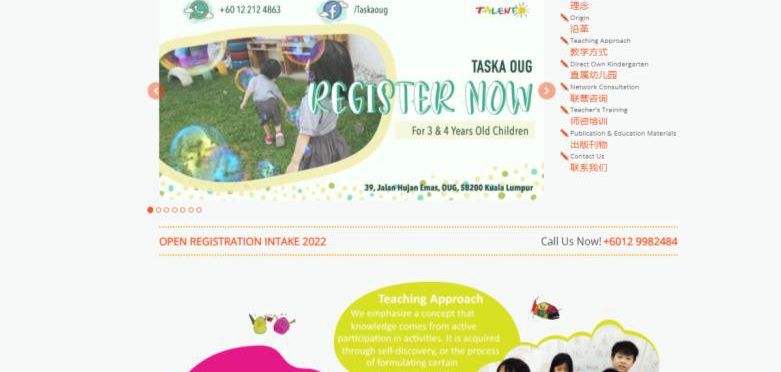 +60 12 212 4863
/Taskaoug
TALENT
TASKA OUG
REGISTER NOW
For 3 & 4 Years Old Children
39, Jalan Hujan Emas, OUG, 58200 Kuala Lumpur
理念
Origin
沿革
Teaching Approach
教学方式
Direct Own Kindergarten
直属幼儿园
Network Consultation
联营咨询
Teacher's Training
师资培训
Publication & Education Materials
出版刊物
Contact Us
联系我们
OPEN REGISTRATION INTAKE 2022
Call Us Now! +6012 9982484
Teaching Approach
We emphasize a concept that
knowledge comes from active
participation in activities. It is acquired
through self-discovery, or the process
of formulating certain